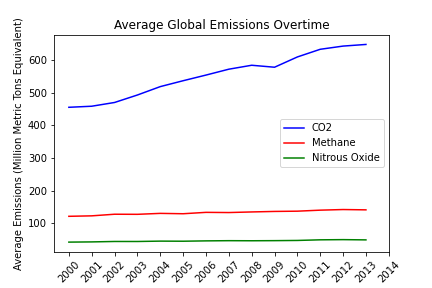 Average Global Emissions Overtime
Average Emissions (Million Metric Tons Equivalent)
600
500
400
300
200
100
CO2
Methane
Nitrous Oxide
2000 2001 2002 2003 2004 2005 2006 2007 2008 2009 2010 2011 2012 2013 2014